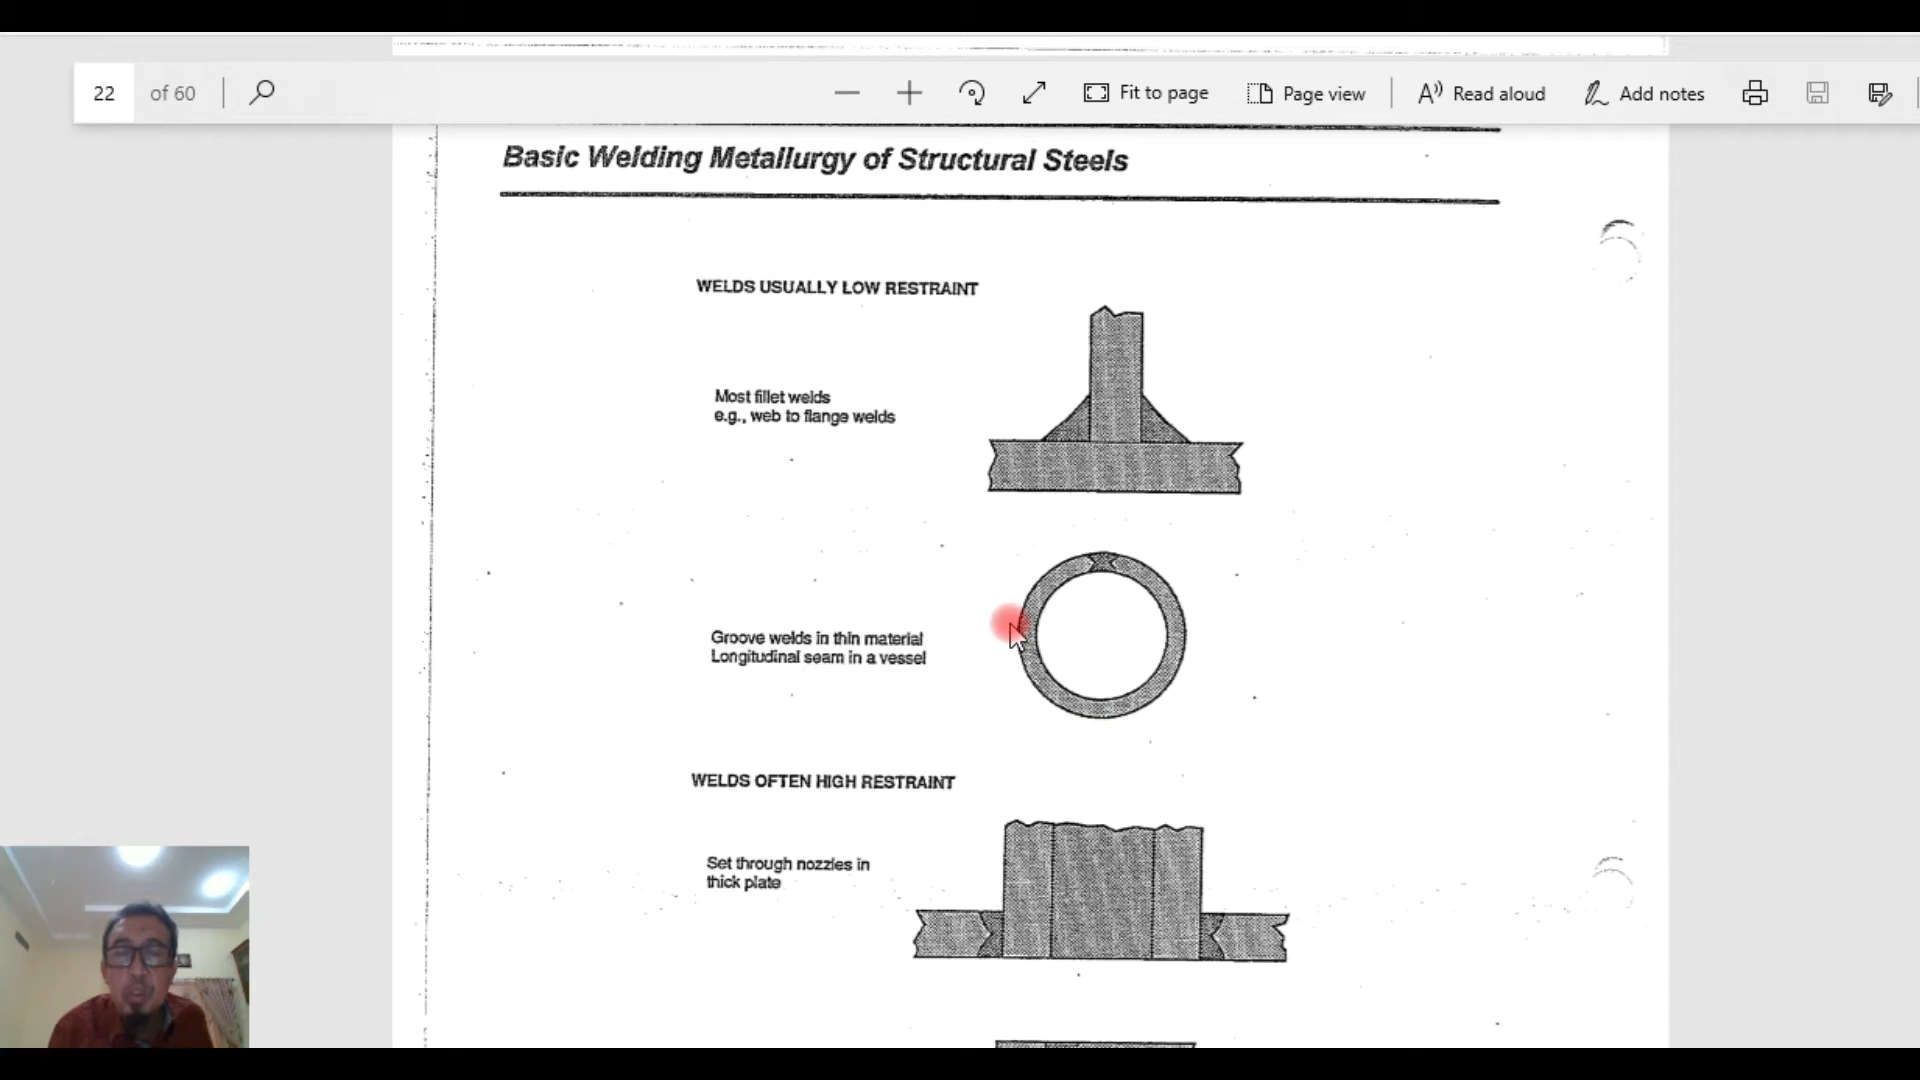 22 of 60 Fit to page Page view Read aloud Add notes
Basic Welding Metallurgy of Structural Steels
WELDS USUALLY LOW RESTRAINT
Most fillet welds
e.g., web to flange welds
Groove welds in thin material
Longitudinal seam in a vessel
WELDS OFTEN HIGH RESTRAINT
Set through nozzles in
thick plate